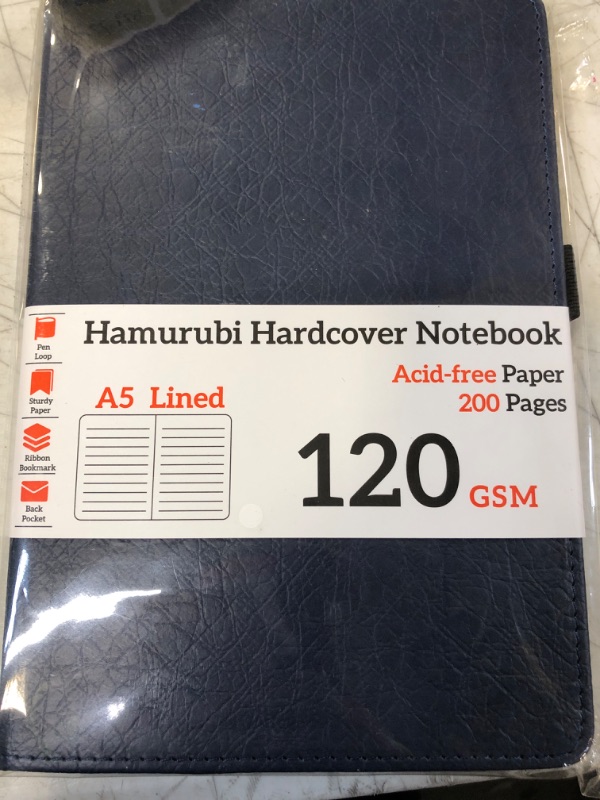 Hamurubi Hardcover Notebook
Pen
Loop
Sturdy
Paper
Ribbon
Bookmark
Back
Pocket
A5 Lined
Acid-free Paper
200 Pages
120 GSM